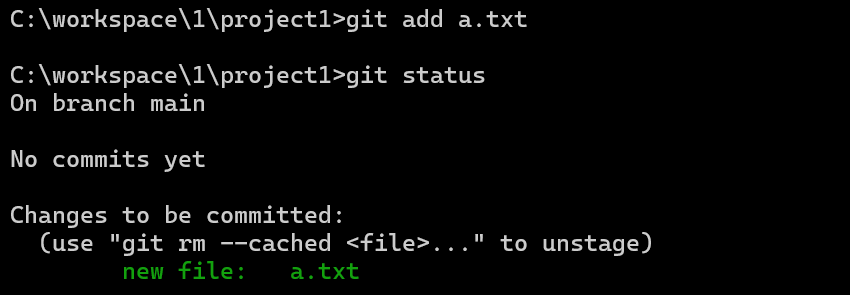 C:\workspace\1\project1>git add a.txt
C:\workspace\1\project1>git status
On branch main
No commits yet
Changes to be committed:
  (use "git rm --cached <file>..." to unstage)
        new file:   a.txt